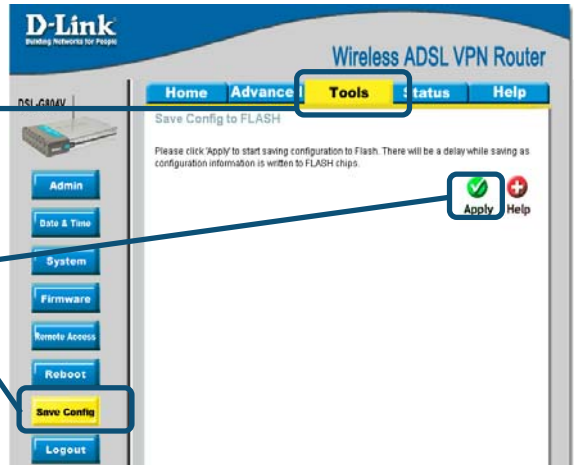 D-Link
Building Networks for People
Wireless ADSL VPN Router
DSL-G804V
Home Advanced Tools Status Help
Save Config to FLASH
Please click 'Apply' to start saving configuration to Flash. There will be a delay while saving as
configuration information is written to FLASH chips.
Apply Help
Admin
Date & Time
System
Firmware
Remote Access
Reboot
Save Config
Logout